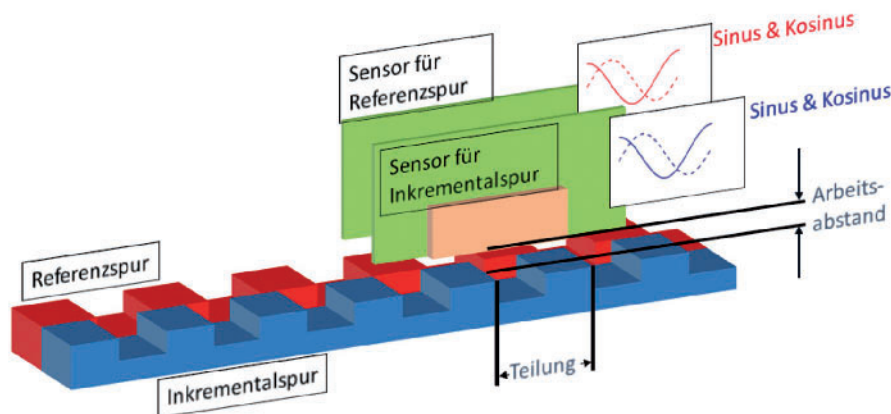 Sinus & Kosinus
Sensor für
Referenzspur
Sinus & Kosinus
Sensor für
Inkrementalspur
Arbeits-
abstand
Referenzspur
Teilung
Inkrementalspur